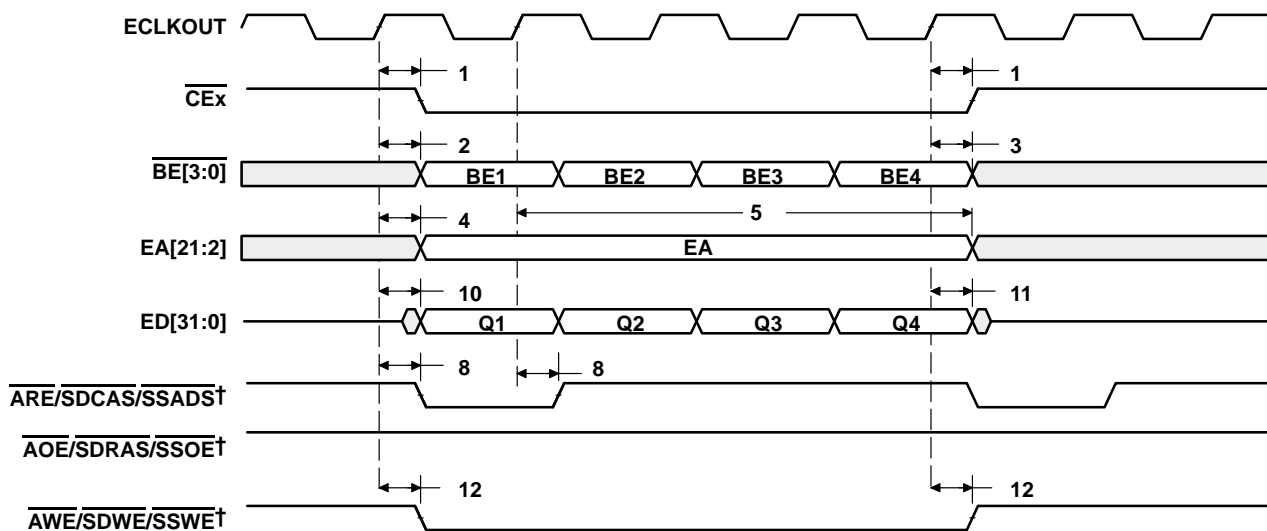 ECLKOUT
1 1
CEx
2 3
BE[3:0] BE1 BE2 BE3 BE4
5
4
EA[21:2] EA
10 11
ED[31:0] Q1 Q2 Q3 Q4
8 8
ARE/SDCAS/SSADS†
AOE/SDRAS/SSOE†
12 12
AWE/SDWE/SSWE†